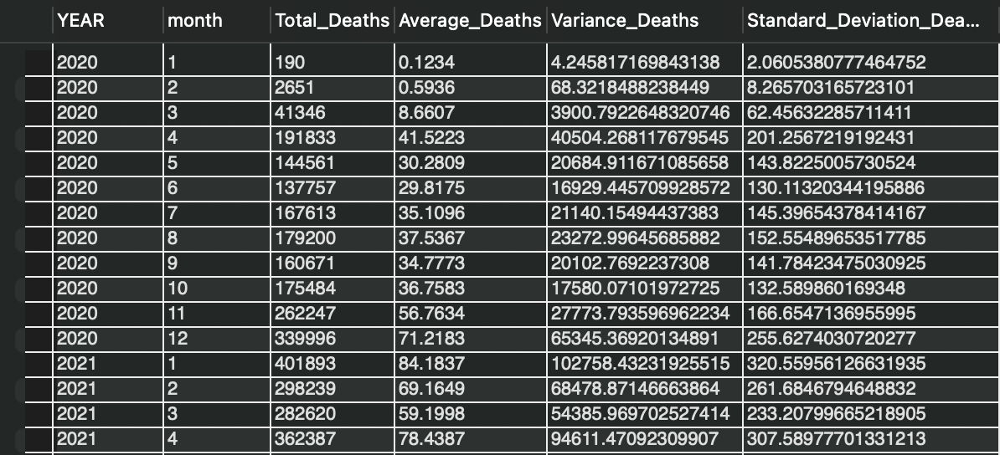 YEAR month Total_Deaths Average_Deaths Variance_Deaths Standard_Deviation_Dea...
2020 1 190 0.1234 4.245817169843138 2.0605380777464752
2020 2 2651 0.5936 68.3218488238449 8.265703165723101
2020 3 41346 8.6607 3900.7922648320746 62.45632285711411
2020 4 191833 41.5223 40504.268117679545 201.2567219192431
2020 5 144561 30.2809 20684.911671085658 143.8225005730524
2020 6 137757 29.8175 16929.445709928572 130.11320344195886
2020 7 167613 35.1096 21140.15494437383 145.39654378414167
2020 8 179200 37.5367 23272.99645685882 152.55489653517785
2020 9 160671 34.7773 20102.7692237308 141.78423475030925
2020 10 175484 36.7583 17580.07101972725 132.589860169348
2020 11 262247 56.7634 27773.793596962234 166.6547136955995
2020 12 339996 71.2183 65345.36920134891 255.6274030720277
2021 1 401893 84.1837 102758.43231925515 320.55956126631935
2021 2 298239 69.1649 68478.87146663864 261.6846794648832
2021 3 282620 59.1998 54385.969702527414 233.20799665218905
2021 4 362387 78.4387 94611.47092309907 307.58977701331213